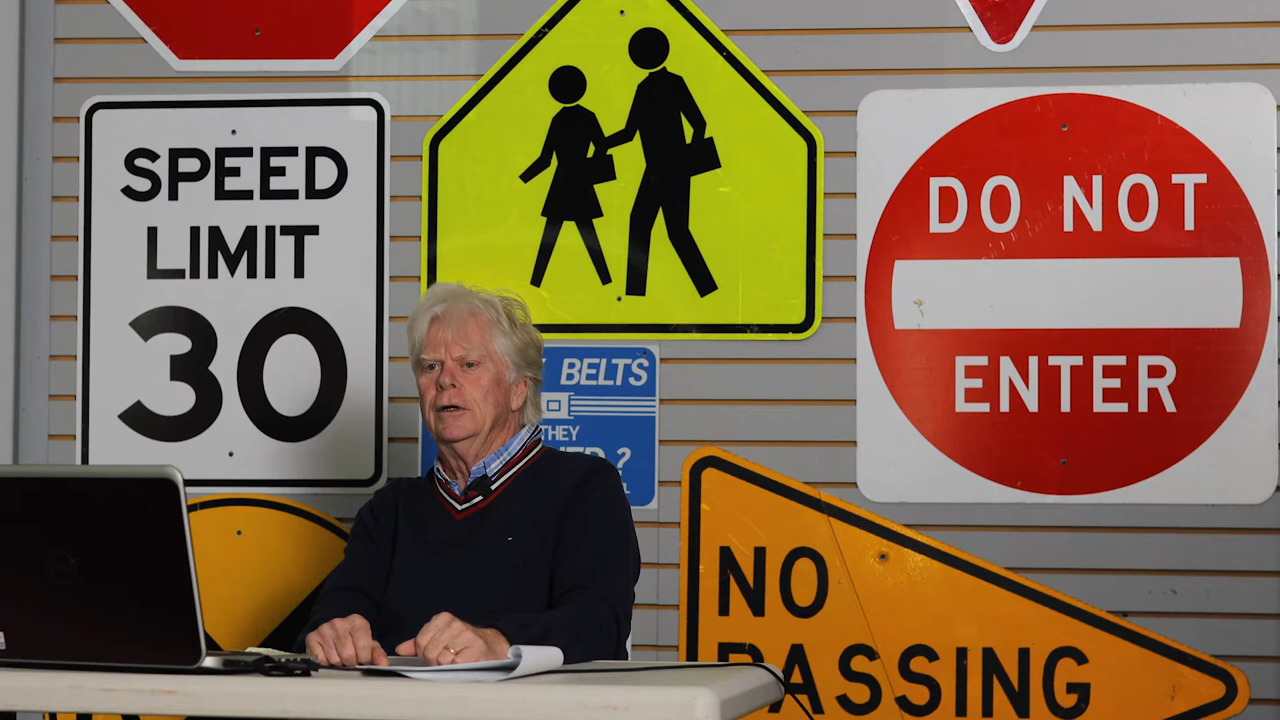 SPEED
LIMIT
30
DO NOT
ENTER
BELTS
THEY
?
NO
PASSING